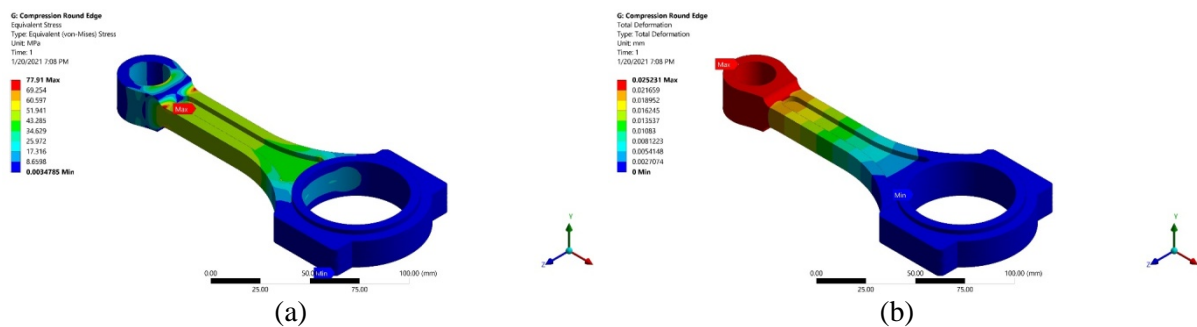 G: Compression Round Edge
Equivalent Stress
Type: Equivalent (von-Mises) Stress
Unit: MPa
Time: 1
1/20/2021 7:08 PM
77.91 Max
69.254
60.597
51.941
43.285
34.629
25.972
17.316
8.6598
0.0034785 Min
Max
Min
0.00
50.0
100.00 (mm)
25.00
75.00
Y
Z
(a)
G: Compression Round Edge
Total Deformation
Type: Total Deformation
Unit: mm
Time: 1
1/20/2021 7:08 PM
0.025231 Max
0.021659
0.018952
0.016245
0.013537
0.01083
0.0081223
0.0054148
0.0027074
0 Min
Max
Min
0.00
50.00
100.00 (mm)
25.00
75.00
Y
Z
(b)